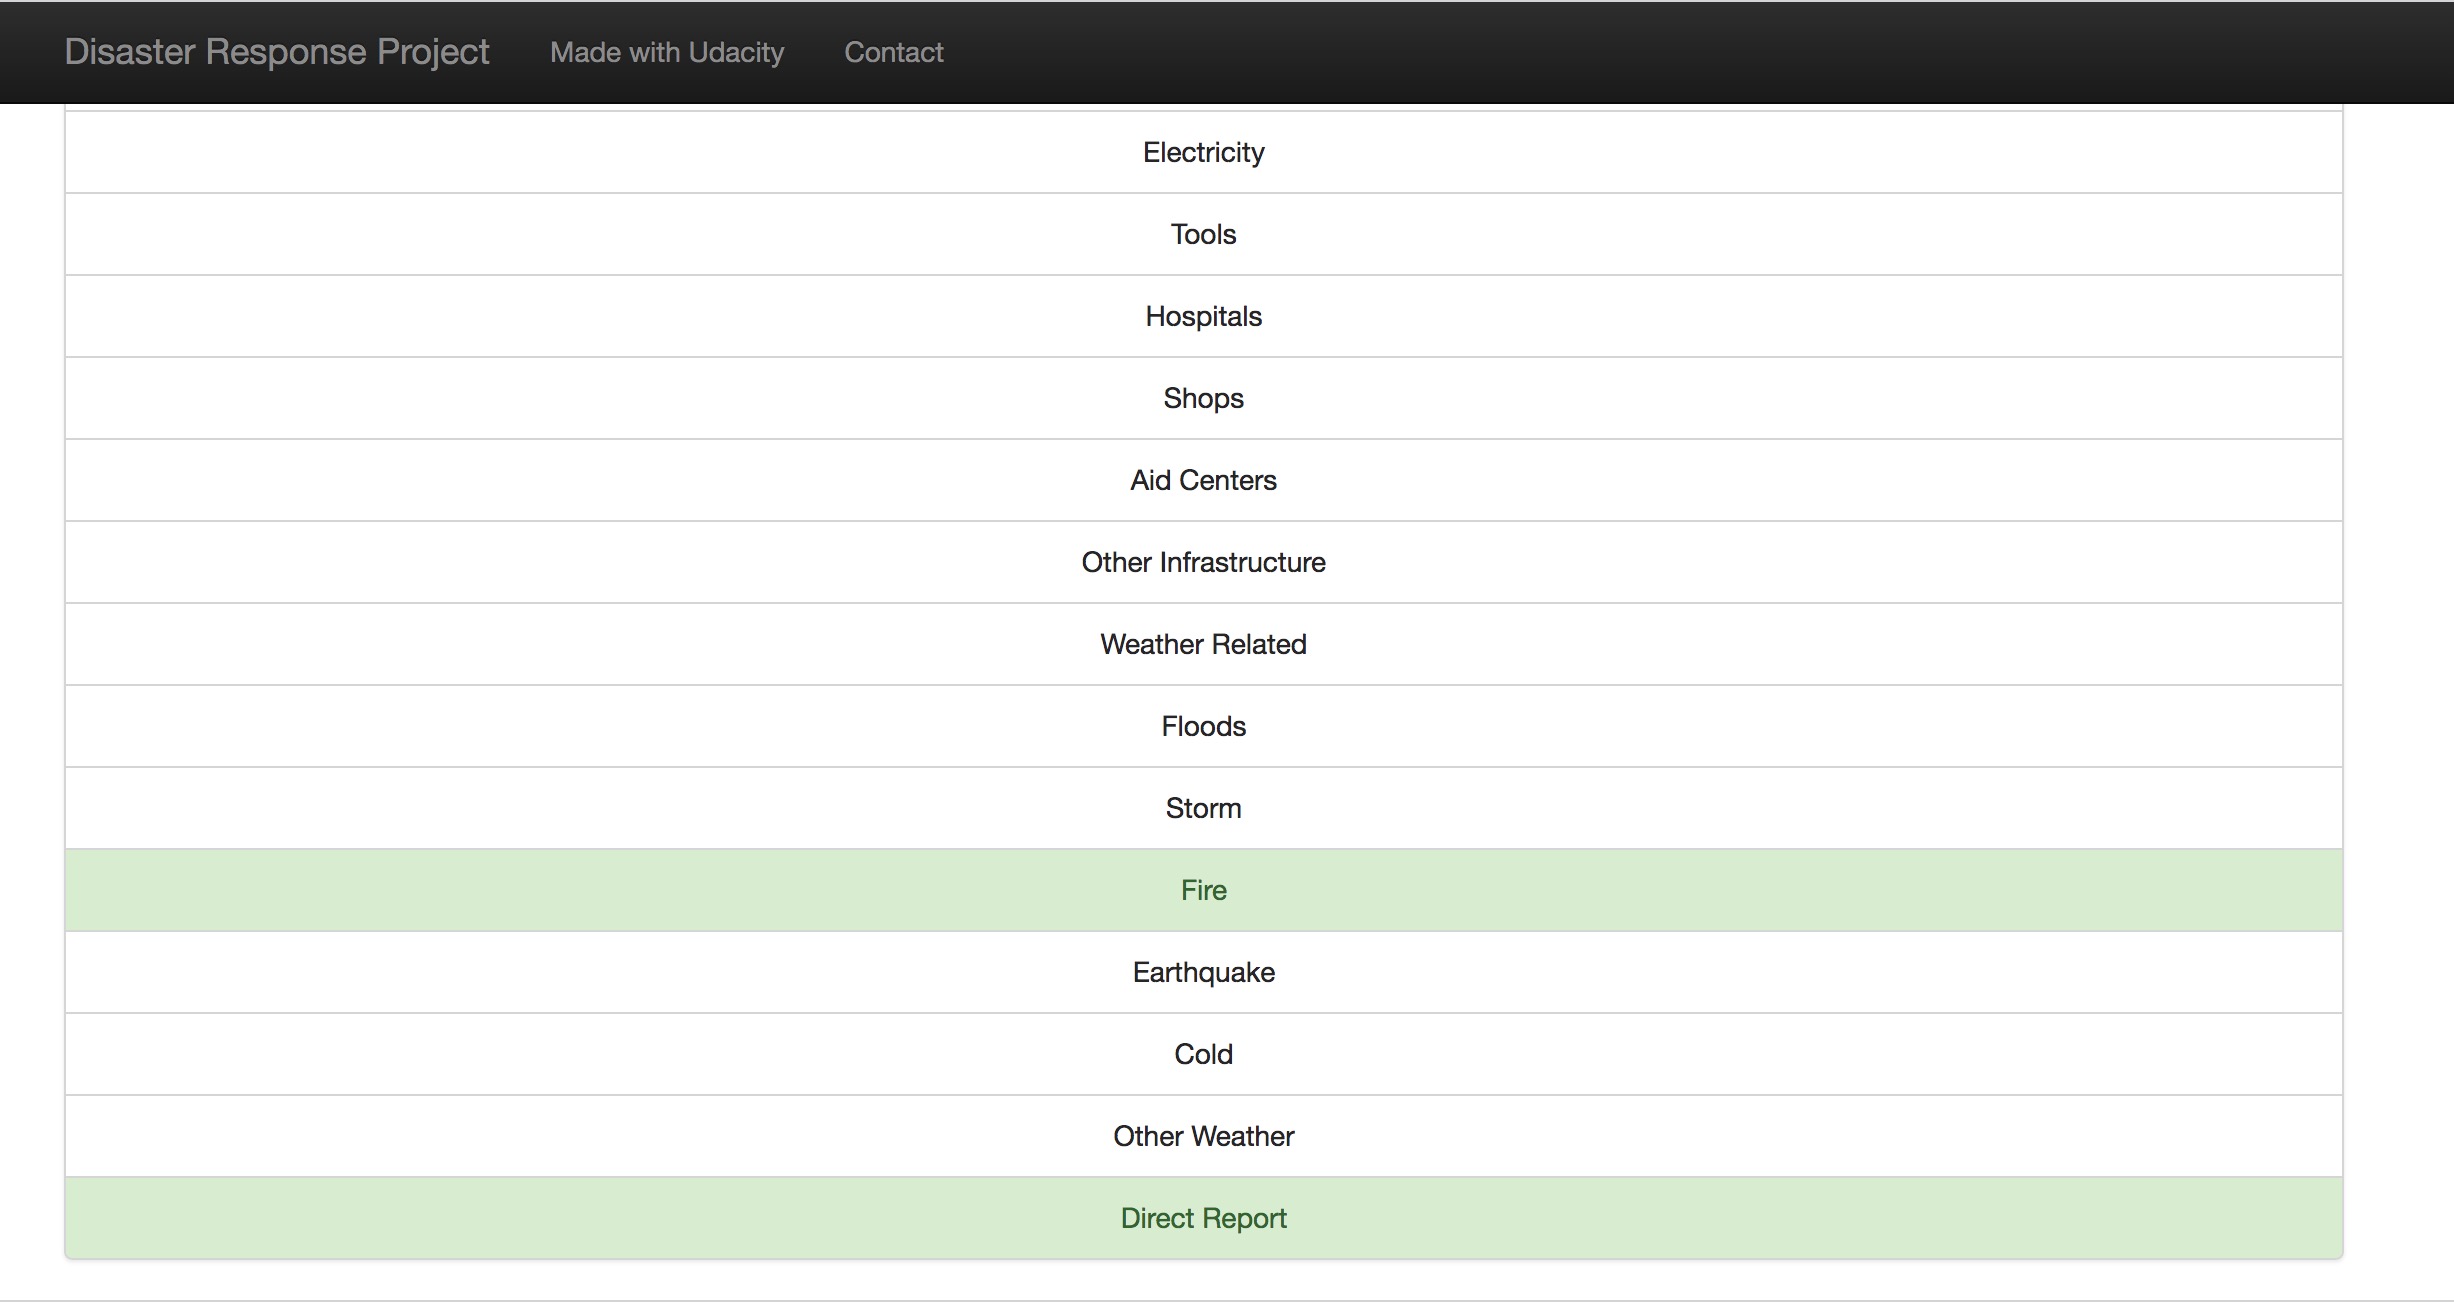 Disaster Response Project Made with Udacity Contact
Electricity
Tools
Hospitals
Shops
Aid Centers
Other Infrastructure
Weather Related
Floods
Storm
Fire
Earthquake
Cold
Other Weather
Direct Report